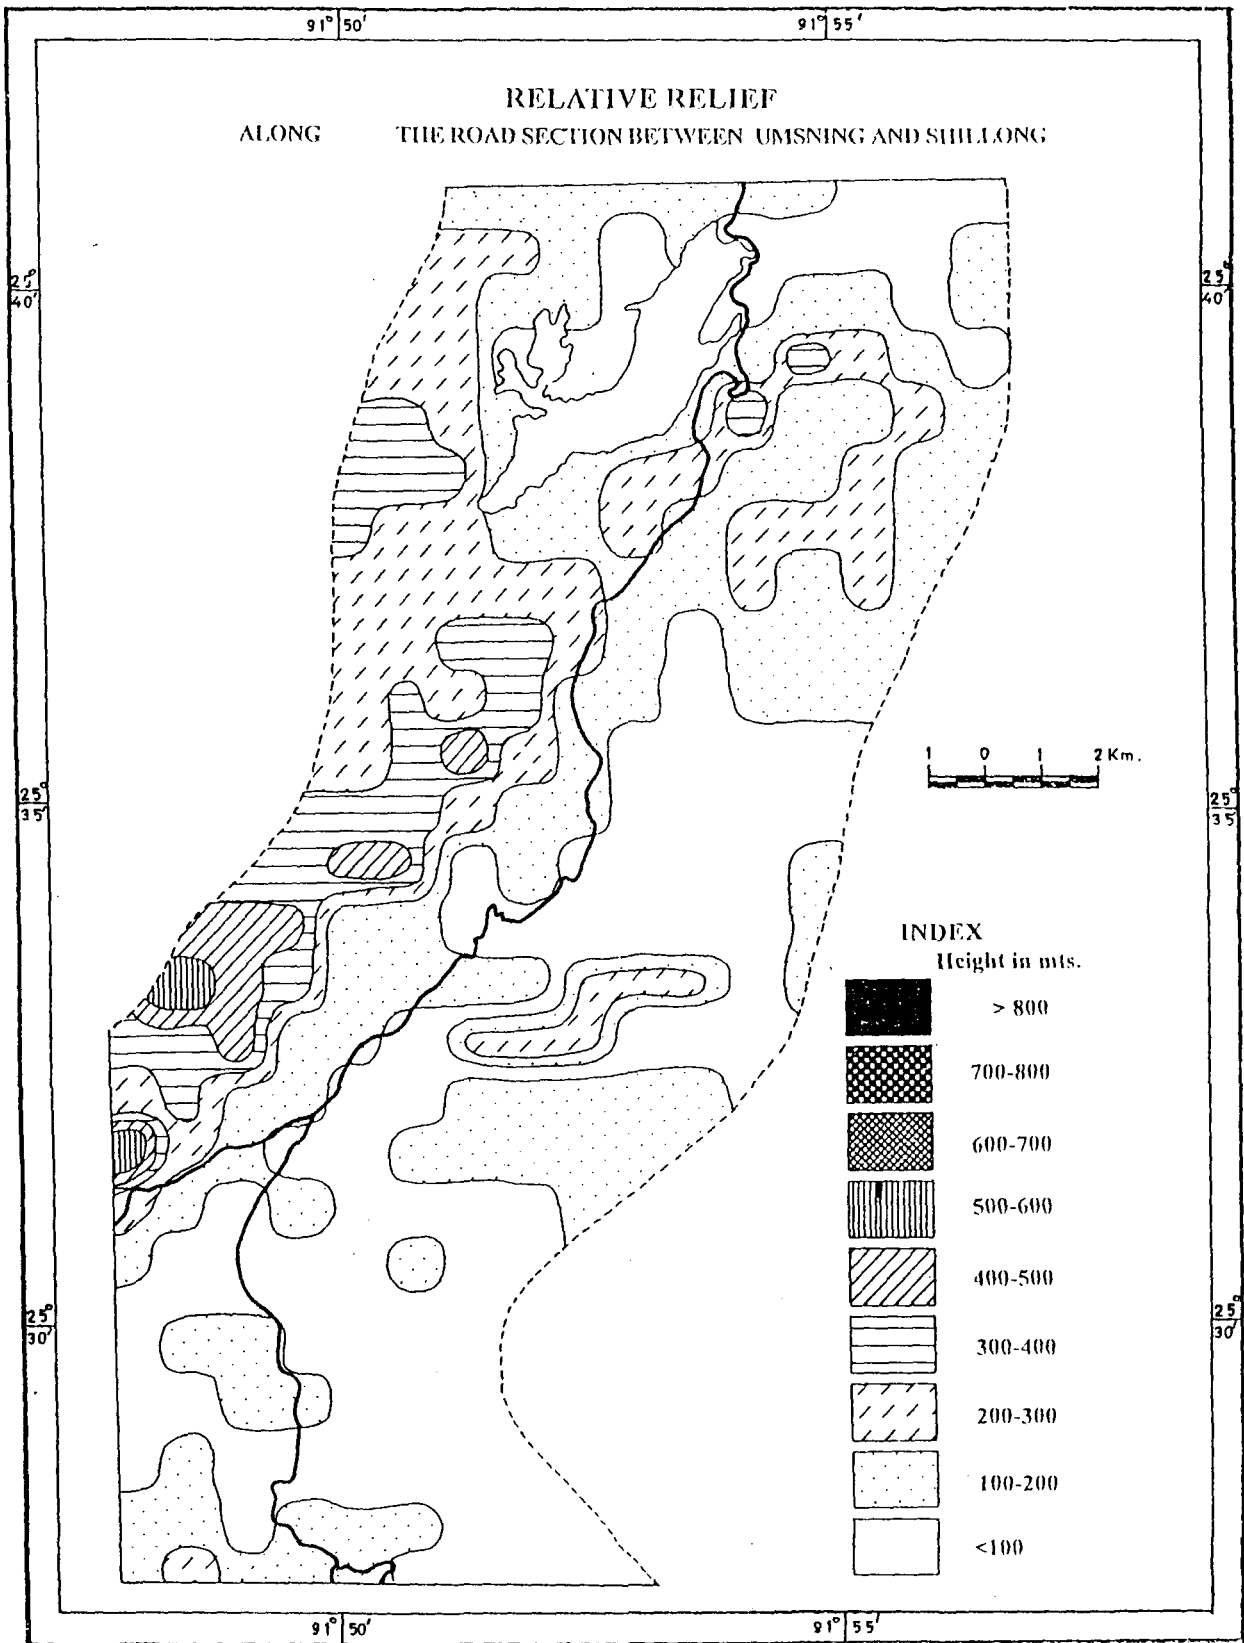 91° 50′ 91° 55′
RELATIVE RELIEF
ALONG THE ROAD SECTION BETWEEN UMSNING AND SHILLONG
25° 40′ 25° 40′
1 0 1 2 Km.
25° 35′ 25° 35′
INDEX
Height in mts.
> 800
700-800
600-700
500-600
400-500
25° 30′ 25° 30′
300-400
200-300
100-200
<100
91° 50′ 91° 55′